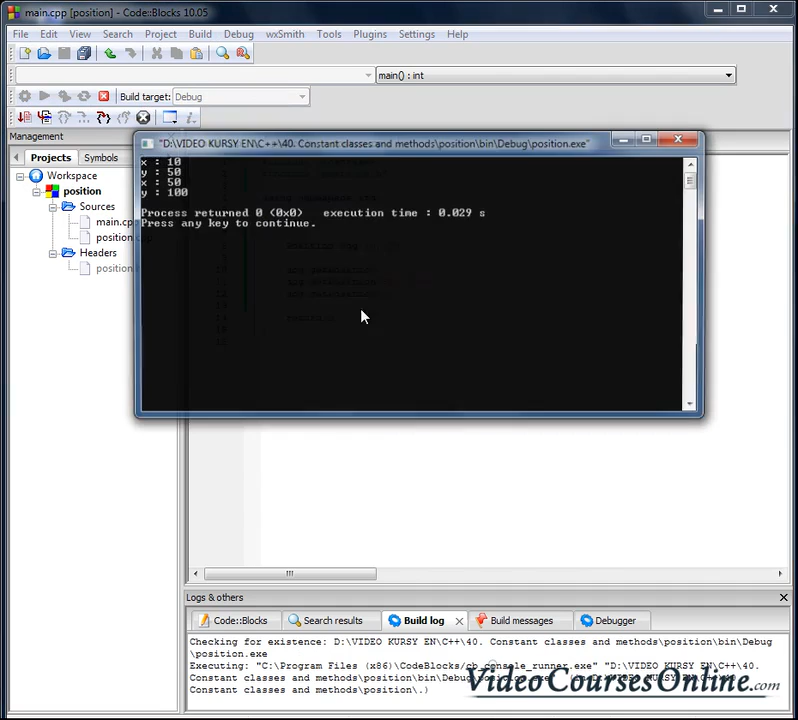 main.cpp [position] - Code::Blocks 10.05
File Edit View Search Project Build Debug wxSmith Tools Plugins Settings Help
main() : int
Build target: Debug
Management
Projects Symbols
Workspace
position
Sources
main.c
position
Headers
position
"D:\VIDEO KURSY EN\C++\40. Constant classes and methods\position\bin\Debug\position.exe"
x : 10
y : 50
x : 50
y : 100
Process returned 0 (0x0)   execution time : 0.029 s
Press any key to continue.
Logs & others
Code::Blocks Search results Build log Build messages Debugger
Checking for existence: D:\VIDEO KURSY EN\C++\40. Constant classes and methods\position\bin\Debug
\position.exe
Executing: "C:\Program Files (x86)\CodeBlocks/cb_console_runner.exe" "D:\VIDEO KURSY EN\C++\40.
Constant classes and methods\position\bin\Debug
Constant classes and methods\position\.)
VideoCoursesOnline.com